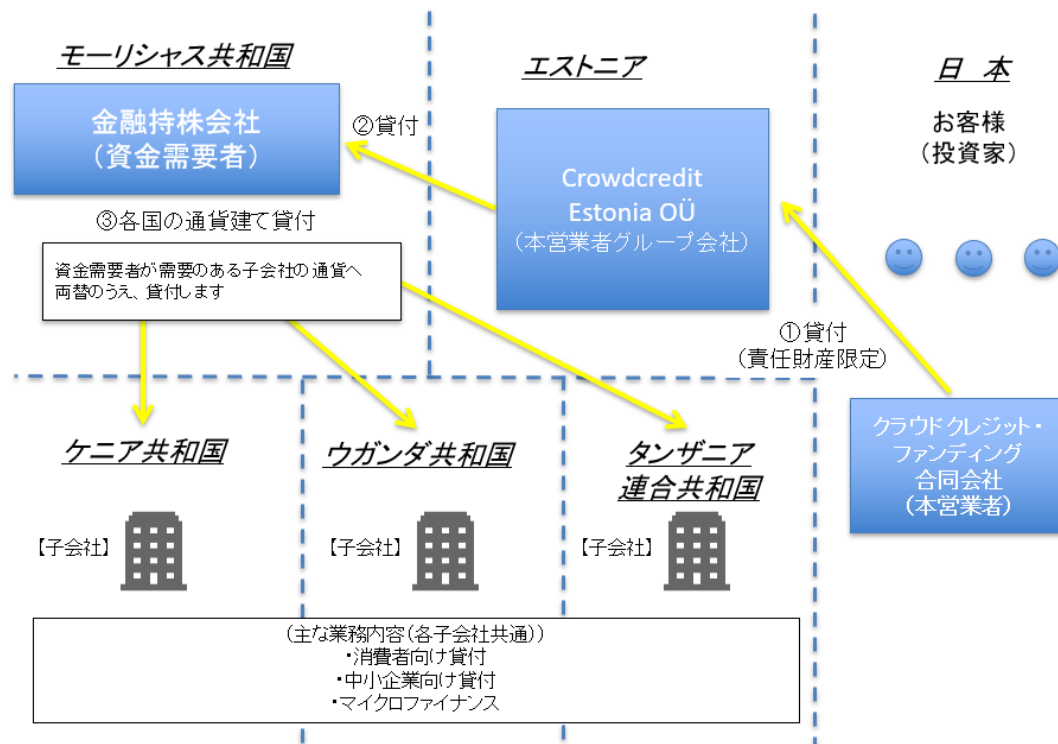 モーリシャス共和国
金融持株会社
(資金需要者)
②貸付
③各国の通貨建て貸付
資金需要者が需要のある子会社の通貨へ
両替のうえ、貸付します
エストニア
Crowdcredit
Estonia OÜ
(本営業者グループ会社)
日 本
お客様
(投資家)
①貸付
(責任財産限定)
クラウドクレジット・
ファンディング
合同会社
(本営業者)
ケニア共和国
【子会社】
ウガンダ共和国
【子会社】
タンザニア
連合共和国
【子会社】
(主な業務内容(各子会社共通))
・消費者向け貸付
・中小企業向け貸付
・マイクロファイナンス